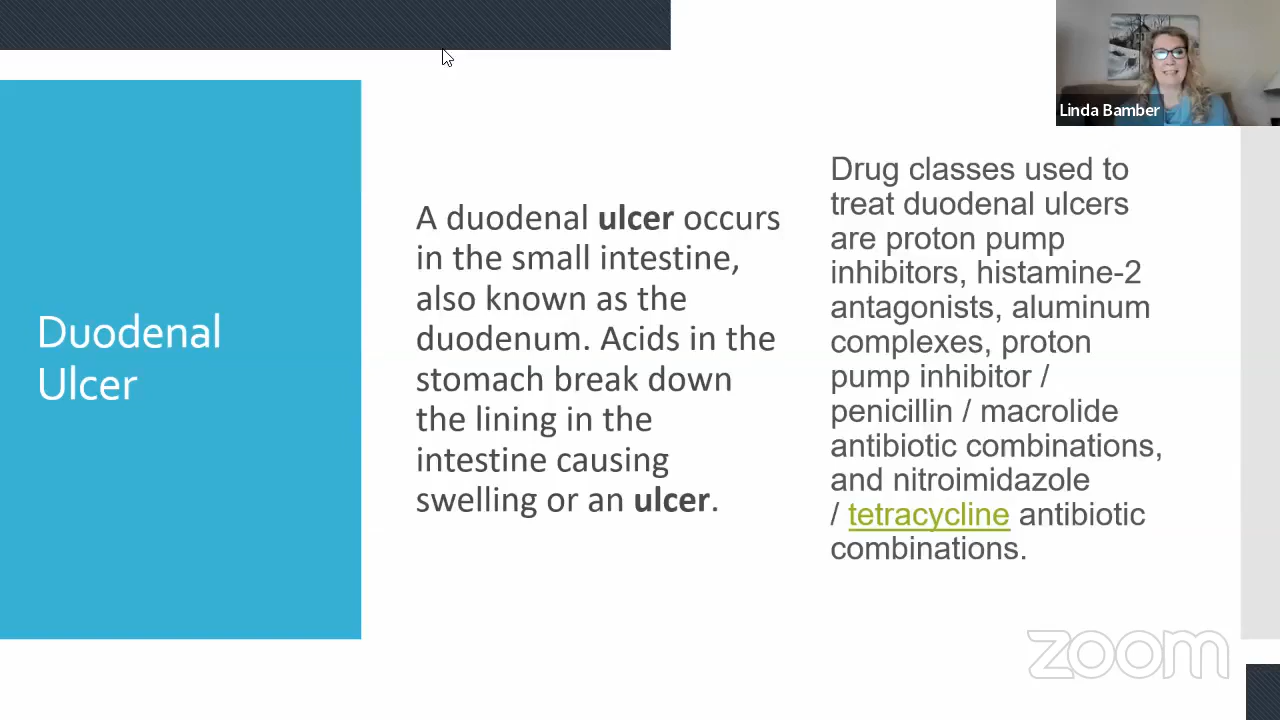 Linda Bamber
Duodenal
Ulcer
A duodenal ulcer occurs
in the small intestine,
also known as the
duodenum. Acids in the
stomach break down
the lining in the
intestine causing
swelling or an ulcer.
Drug classes used to
treat duodenal ulcers
are proton pump
inhibitors, histamine-2
antagonists, aluminum
complexes, proton
pump inhibitor /
penicillin / macrolide
antibiotic combinations,
and nitroimidazole
/ tetracycline antibiotic
combinations.
zoom